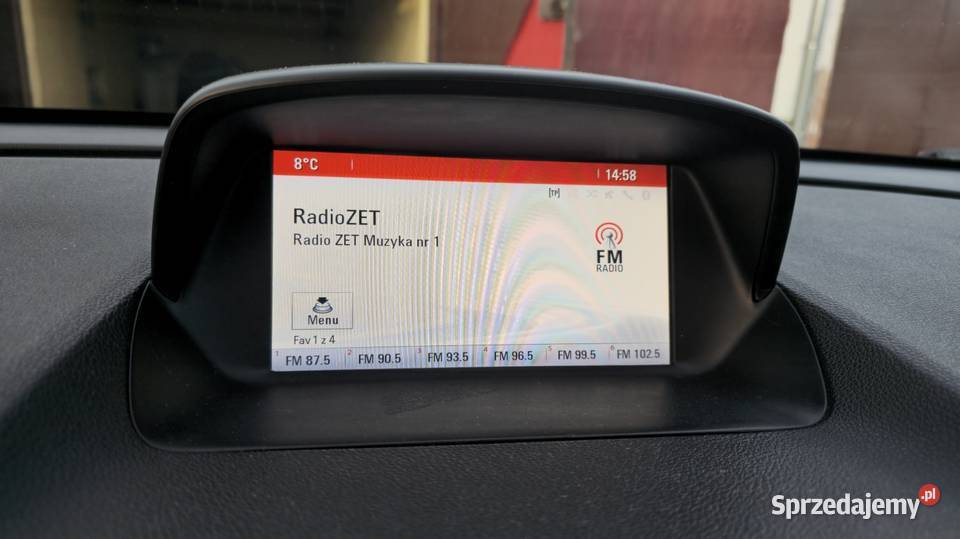 8°C 14:58
[TP]
RadioZET
Radio ZET Muzyka nr 1
FM
RADIO
Menu
Fav 1 z 4
1 FM 87.5 2 FM 90.5 3 FM 93.5 4 FM 96.5 5 FM 99.5 6 FM 102.5
Sprzedajemy.pl